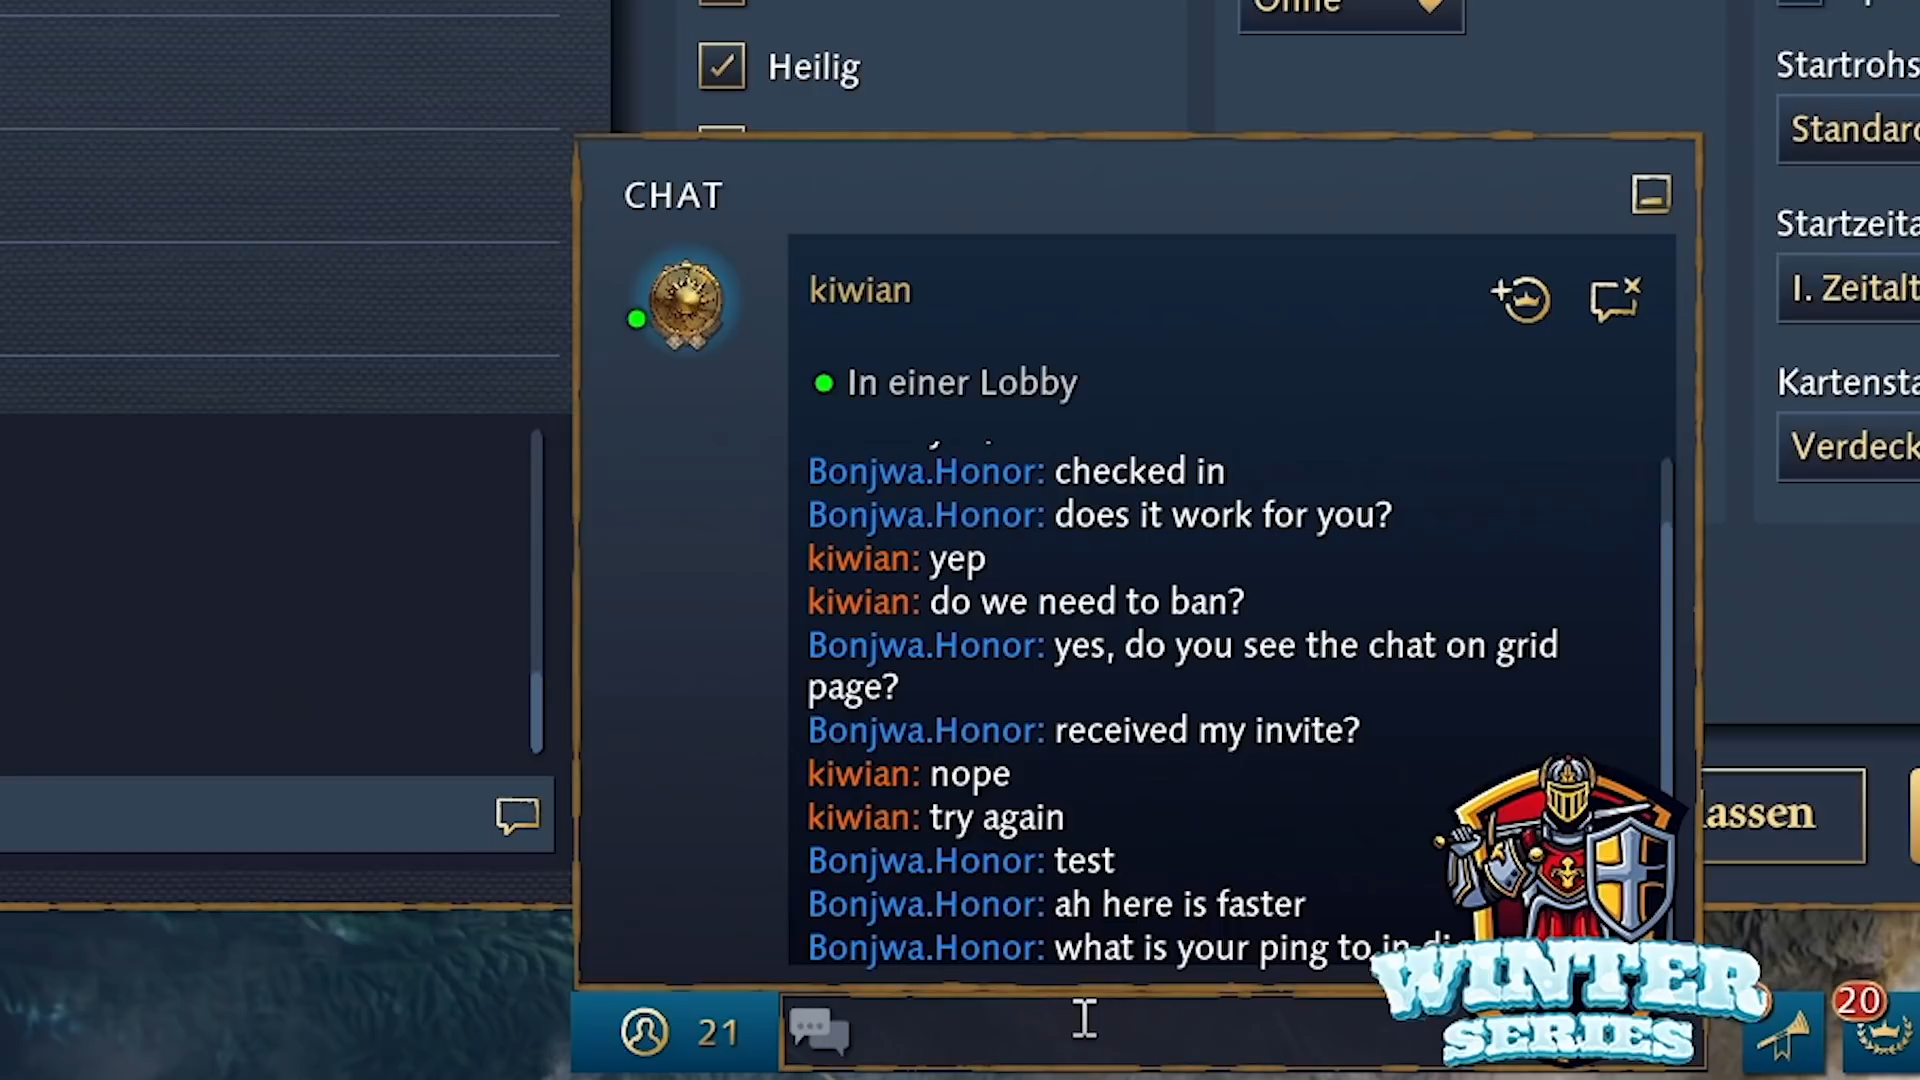 Ohne
Heilig
Startrohs
Standard
CHAT
Startzeita
kiwian
I. Zeitalt
In einer Lobby
Kartensta
Verdeck
Bonjwa.Honor: checked in
Bonjwa.Honor: does it work for you?
kiwian: yep
kiwian: do we need to ban?
Bonjwa.Honor: yes, do you see the chat on grid
page?
Bonjwa.Honor: received my invite?
kiwian: nope
kiwian: try again
assen
Bonjwa.Honor: test
Bonjwa.Honor: ah here is faster
Bonjwa.Honor: what is your ping to in
WINTER
SERIES
21
20